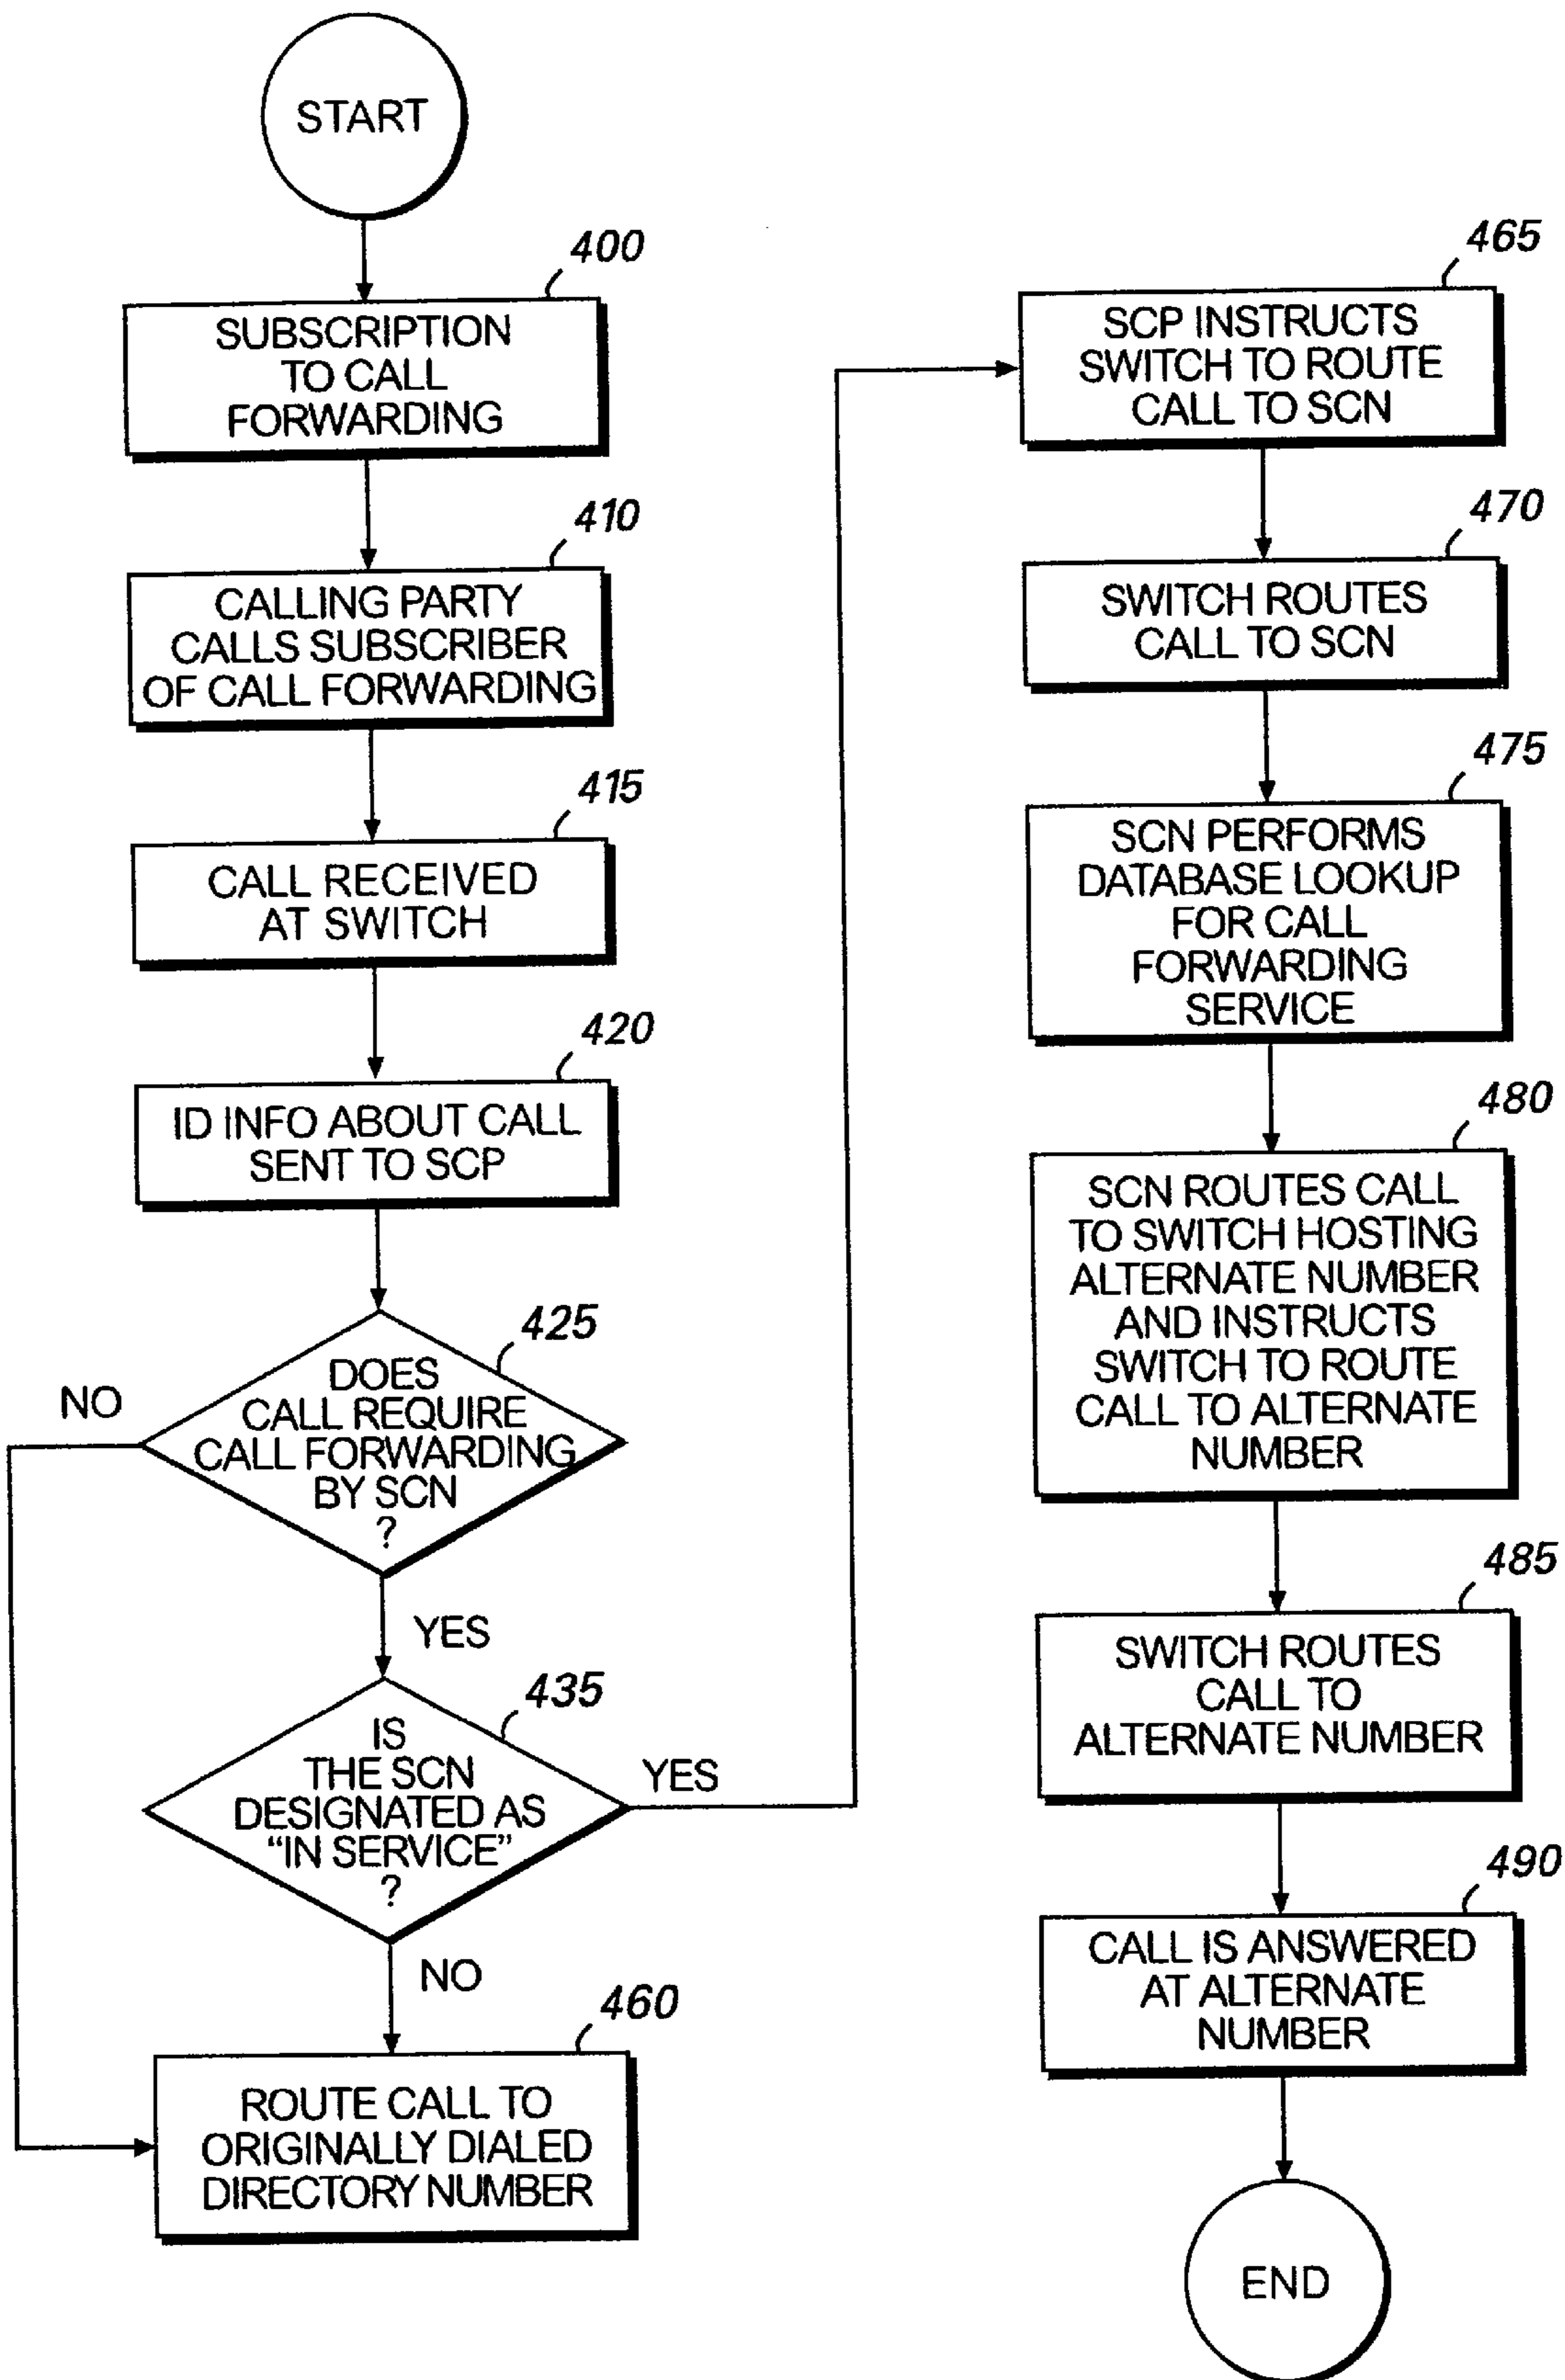 START
400
SUBSCRIPTION
TO CALL
FORWARDING
410
CALLING PARTY
CALLS SUBSCRIBER
OF CALL FORWARDING
415
CALL RECEIVED
AT SWITCH
420
ID INFO ABOUT CALL
SENT TO SCP
425
DOES
CALL REQUIRE
CALL FORWARDING
BY SCN
?
NO
YES
435
IS
THE SCN
DESIGNATED AS
“IN SERVICE”
?
YES
NO
460
ROUTE CALL TO
ORIGINALLY DIALED
DIRECTORY NUMBER
465
SCP INSTRUCTS
SWITCH TO ROUTE
CALL TO SCN
470
SWITCH ROUTES
CALL TO SCN
475
SCN PERFORMS
DATABASE LOOKUP
FOR CALL
FORWARDING
SERVICE
480
SCN ROUTES CALL
TO SWITCH HOSTING
ALTERNATE NUMBER
AND INSTRUCTS
SWITCH TO ROUTE
CALL TO ALTERNATE
NUMBER
485
SWITCH ROUTES
CALL TO
ALTERNATE NUMBER
490
CALL IS ANSWERED
AT ALTERNATE
NUMBER
END